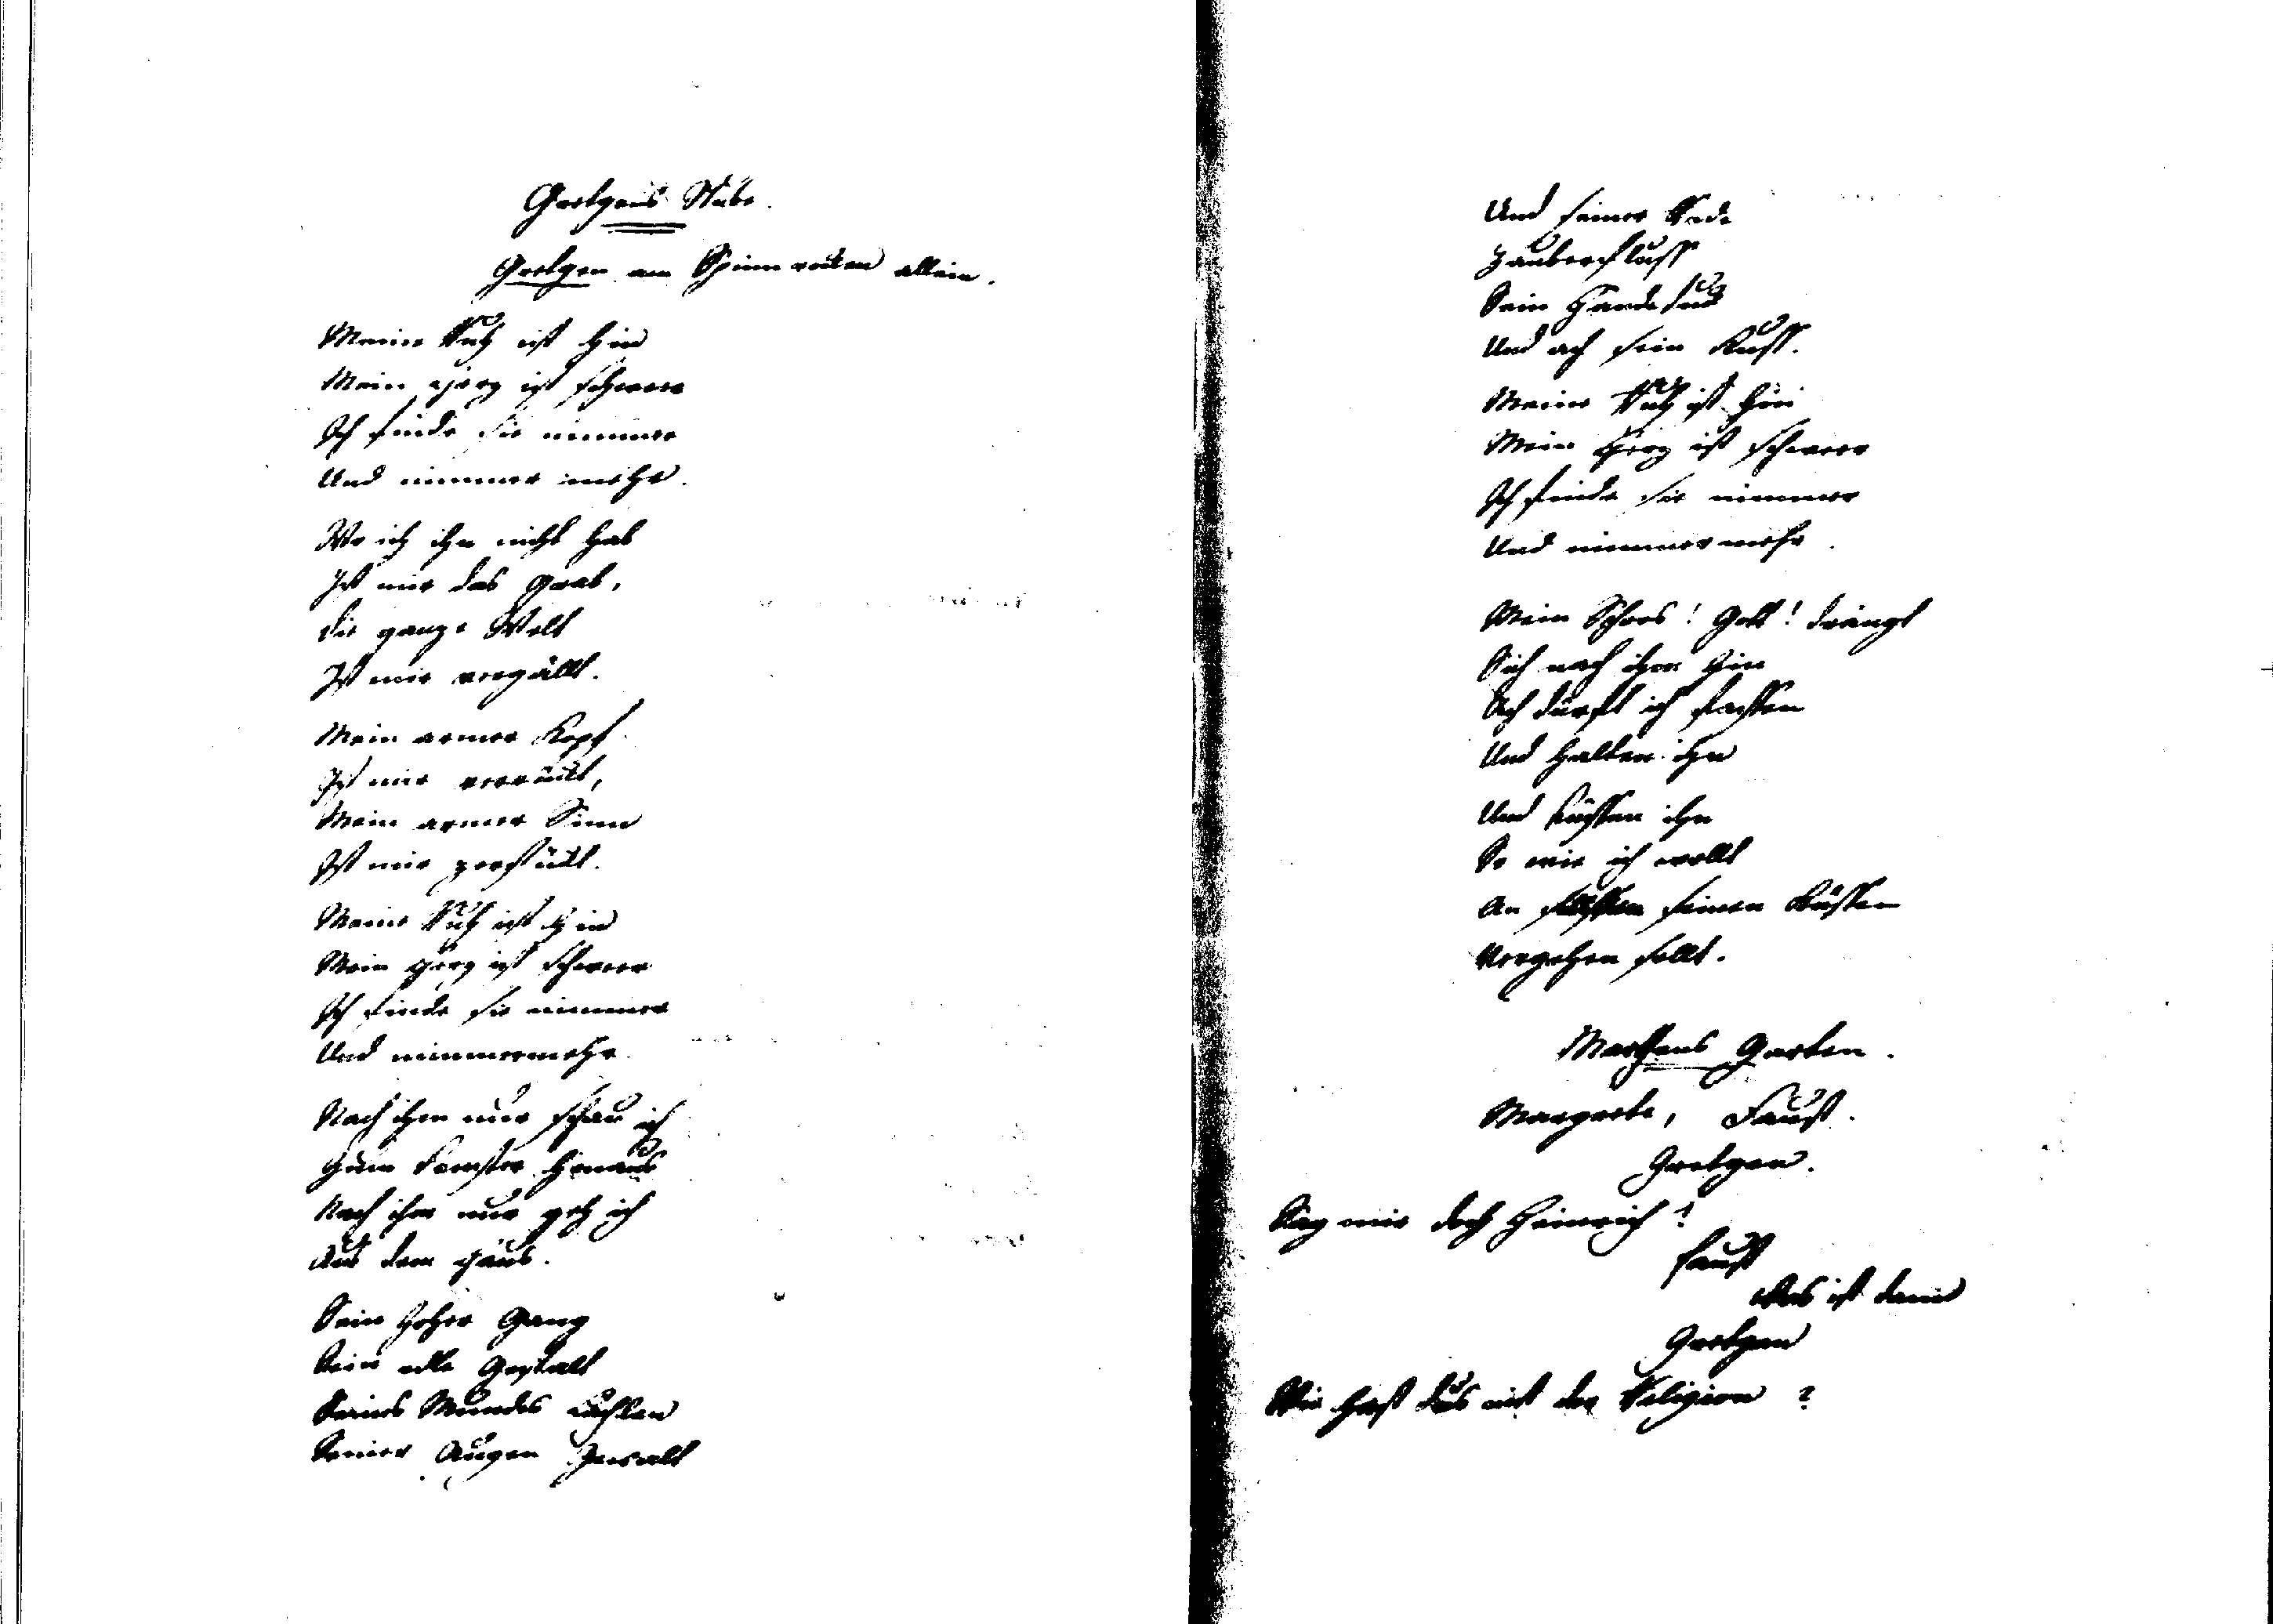 Gretgens Stube.
Gretgen am Spinnrocken allein.
Meine Ruh ist hin
Mein Herz ist schweer
Ich finde sie nimmer
Und nimmer mehr.
Wo ich ihn nicht hab
Ist mir das Grab,
die ganze Welt
Ist mir vergällt.
Mein armer Kopf
Ist mir verrückt,
Mein armer Sinn
Ist mir zerstückt.
Meine Ruh ist hin
Mein Herz ist schweer
Ich finde sie nimmer
Und nimmermehr.
Nach ihm nur schau ich
Zum Fenster hinaus
Nach ihm nur geh ich
Aus dem Haus.
Sein hoher Gang
Sein edle Gestalt
Seines Mundes Lächlen
Seiner Augen Gewalt
Und seiner Rede
Zauberfluss
Sein Händedruck
Und ach sein Kuss.
Meine Ruh ist hin
Mein Herz ist schweer
Ich finde sie nimmer
Und nimmermehr.
Mein Schoos! Gott! drängt
Sich nach ihm hin
Ach dürft ich fassen
Und halten ihn
Und küssen ihn
So wie ich wollt
An seinen Küssen
Vergehen sollt.
Marthens Garten.
Margrete, Faust.
Gretgen.
Sag mir doch Heinrich!
Faust
Was ist dann
Gretgen
Wie hast du's mit der Religion?